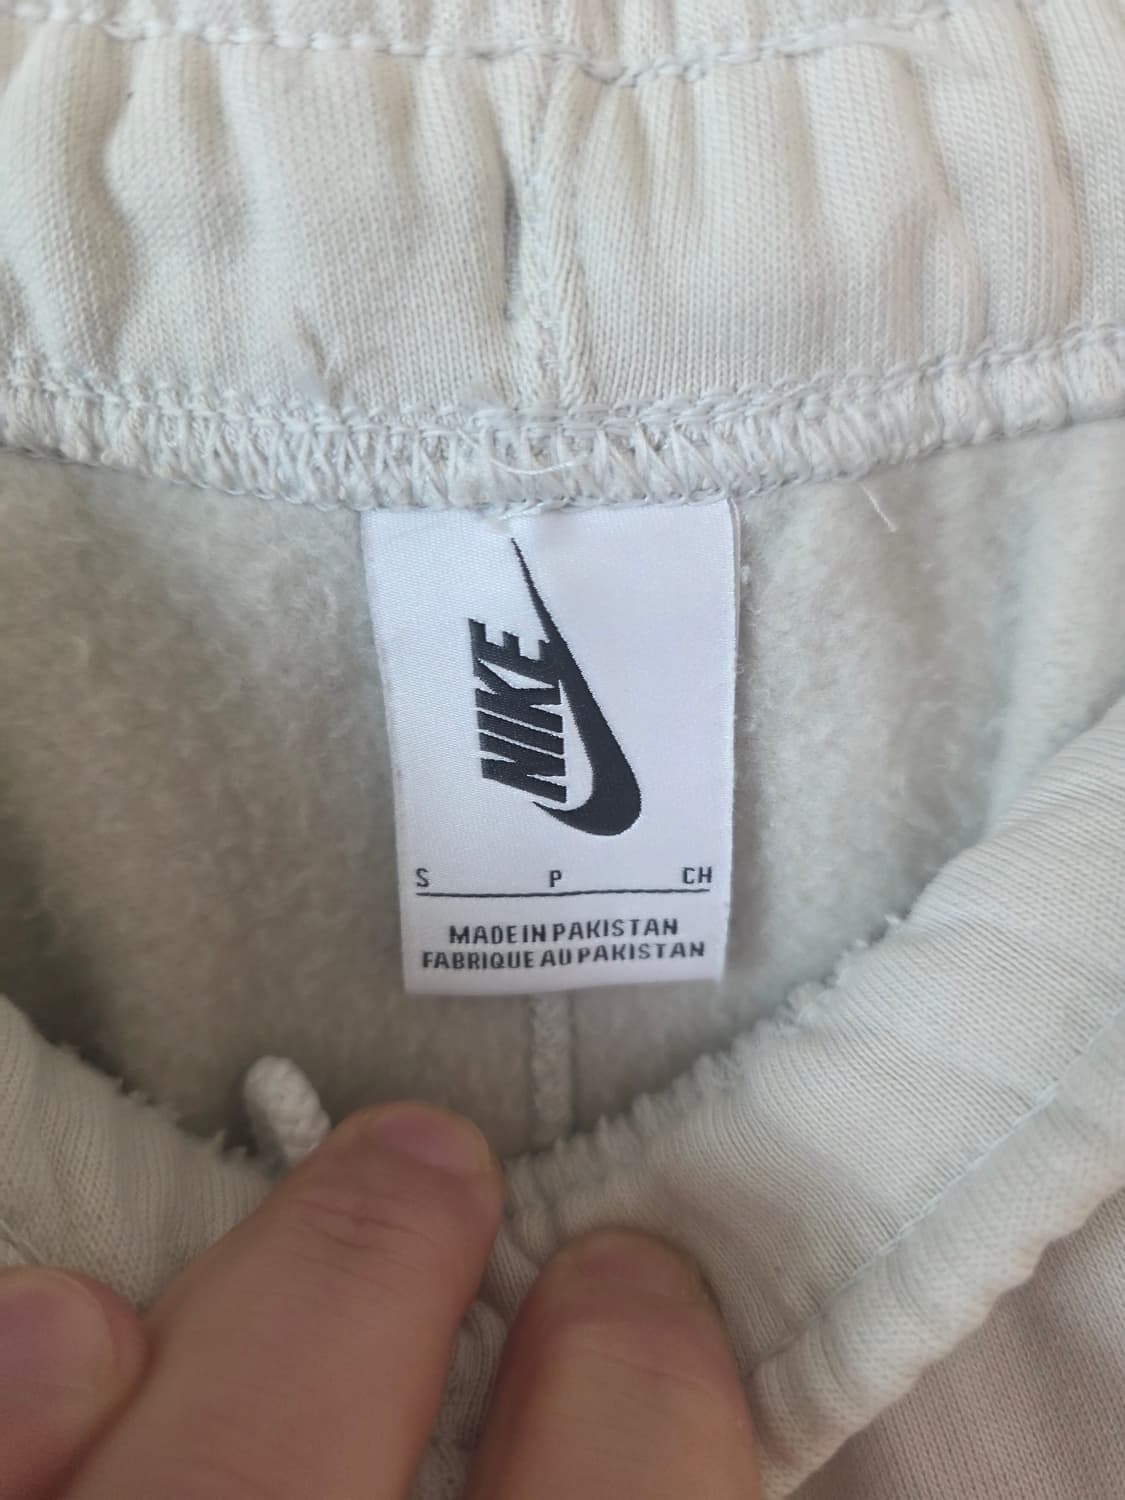 NIKE
S P CH
MADE IN PAKISTAN
FABRIQUE AU PAKISTAN